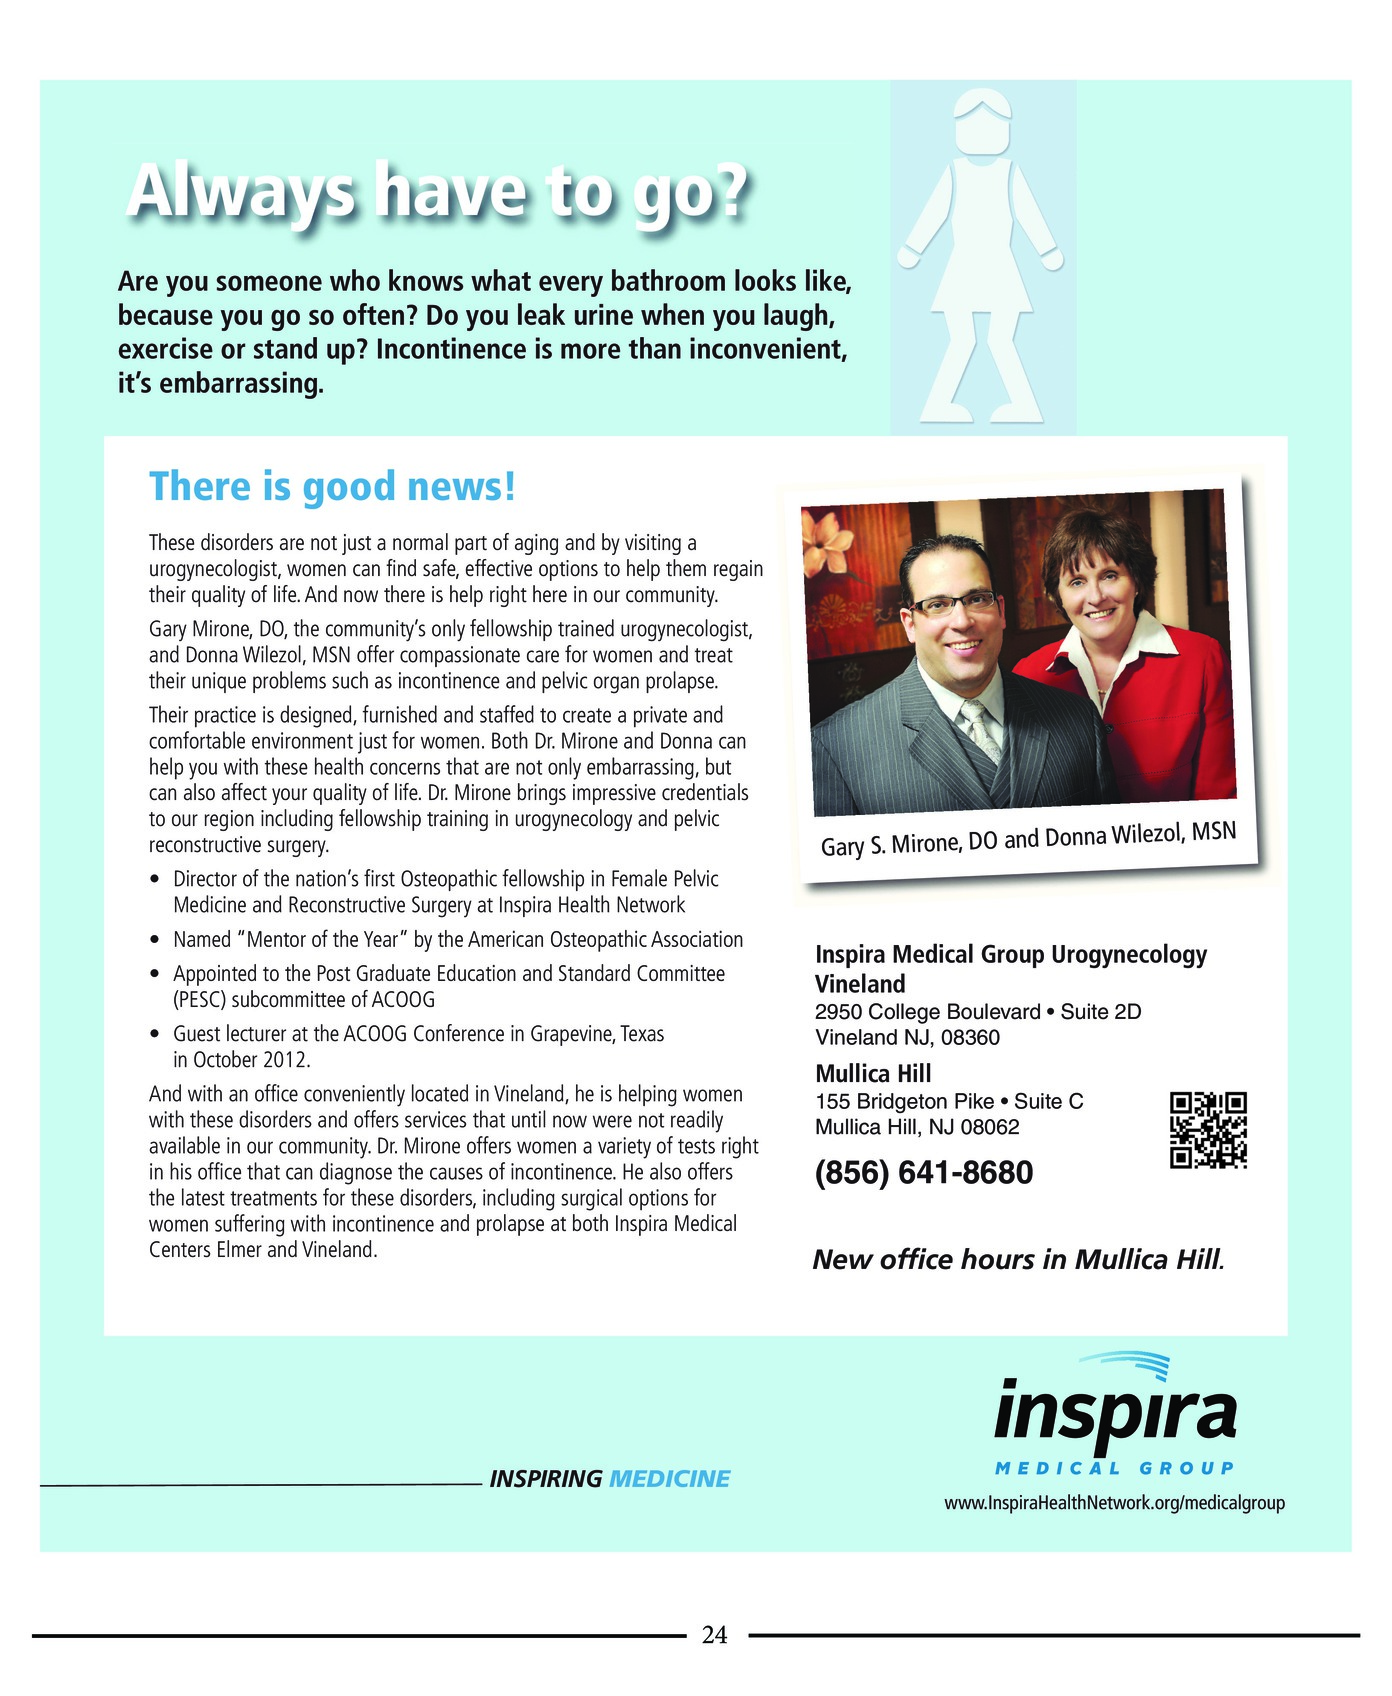 Always have to go?
Are you someone who knows what every bathroom looks like,
because you go so often? Do you leak urine when you laugh,
exercise or stand up? Incontinence is more than inconvenient,
it’s embarrassing.
There is good news!
These disorders are not just a normal part of aging and by visiting a
urogynecologist, women can find safe, effective options to help them regain
their quality of life. And now there is help right here in our community.
Gary Mirone, DO, the community’s only fellowship trained urogynecologist,
and Donna Wilezol, MSN offer compassionate care for women and treat
their unique problems such as incontinence and pelvic organ prolapse.
Their practice is designed, furnished and staffed to create a private and
comfortable environment just for women. Both Dr. Mirone and Donna can
help you with these health concerns that are not only embarrassing, but
can also affect your quality of life. Dr. Mirone brings impressive credentials
to our region including fellowship training in urogynecology and pelvic
reconstructive surgery.
• Director of the nation’s first Osteopathic fellowship in Female Pelvic
Medicine and Reconstructive Surgery at Inspira Health Network
• Named “Mentor of the Year” by the American Osteopathic Association
• Appointed to the Post Graduate Education and Standard Committee
(PESC) subcommittee of ACOOG
• Guest lecturer at the ACOOG Conference in Grapevine, Texas
in October 2012.
And with an office conveniently located in Vineland, he is helping women
with these disorders and offers services that until now were not readily
available in our community. Dr. Mirone offers women a variety of tests right
in his office that can diagnose the causes of incontinence. He also offers
the latest treatments for these disorders, including surgical options for
women suffering with incontinence and prolapse at both Inspira Medical
Centers Elmer and Vineland.
Gary S. Mirone, DO and Donna Wilezol, MSN
Inspira Medical Group Urogynecology
Vineland
2950 College Boulevard • Suite 2D
Vineland NJ, 08360
Mullica Hill
155 Bridgeton Pike • Suite C
Mullica Hill, NJ 08062
(856) 641-8680
New office hours in Mullica Hill.
INSPIRING MEDICINE
inspira
MEDICAL GROUP
www.InspiraHealthNetwork.org/medicalgroup
24